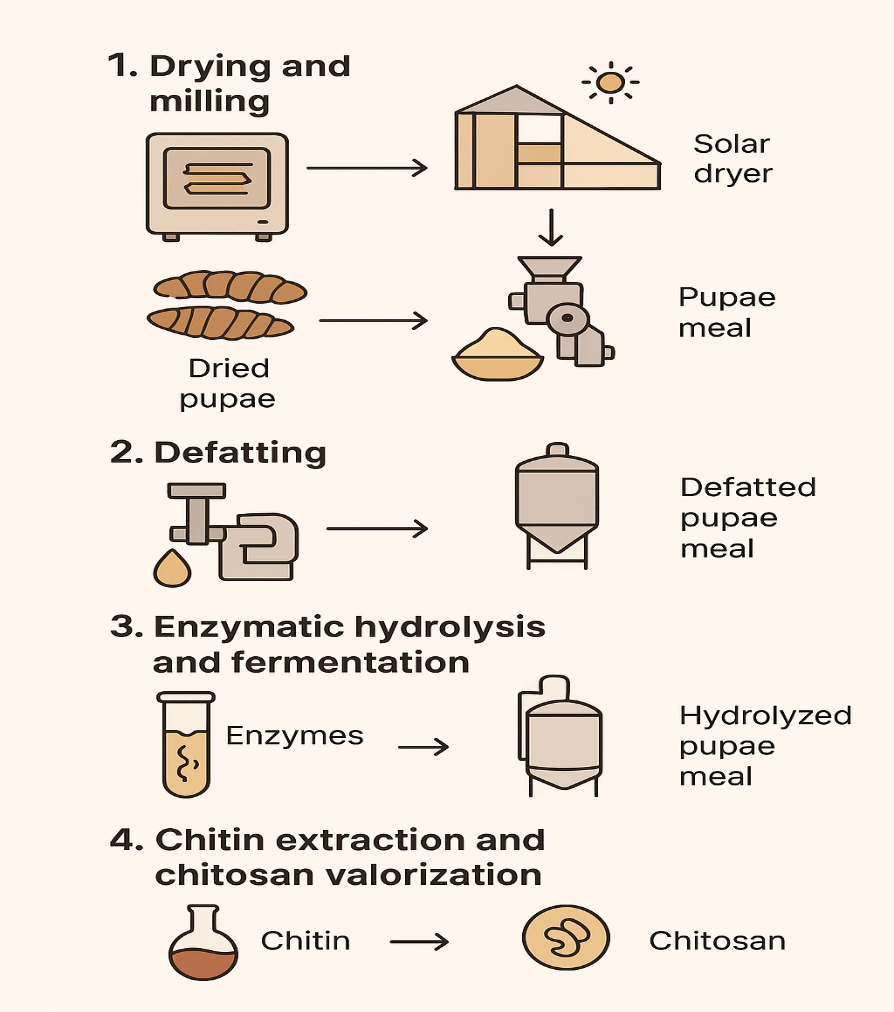 1. Drying and
milling
Solar
dryer
Dried
pupae
Pupae
meal
2. Defatting
Defatted
pupae
meal
3. Enzymatic hydrolysis
and fermentation
Enzymes
Hydrolyzed
pupae
meal
4. Chitin extraction and
chitosan valorization
Chitin
Chitosan